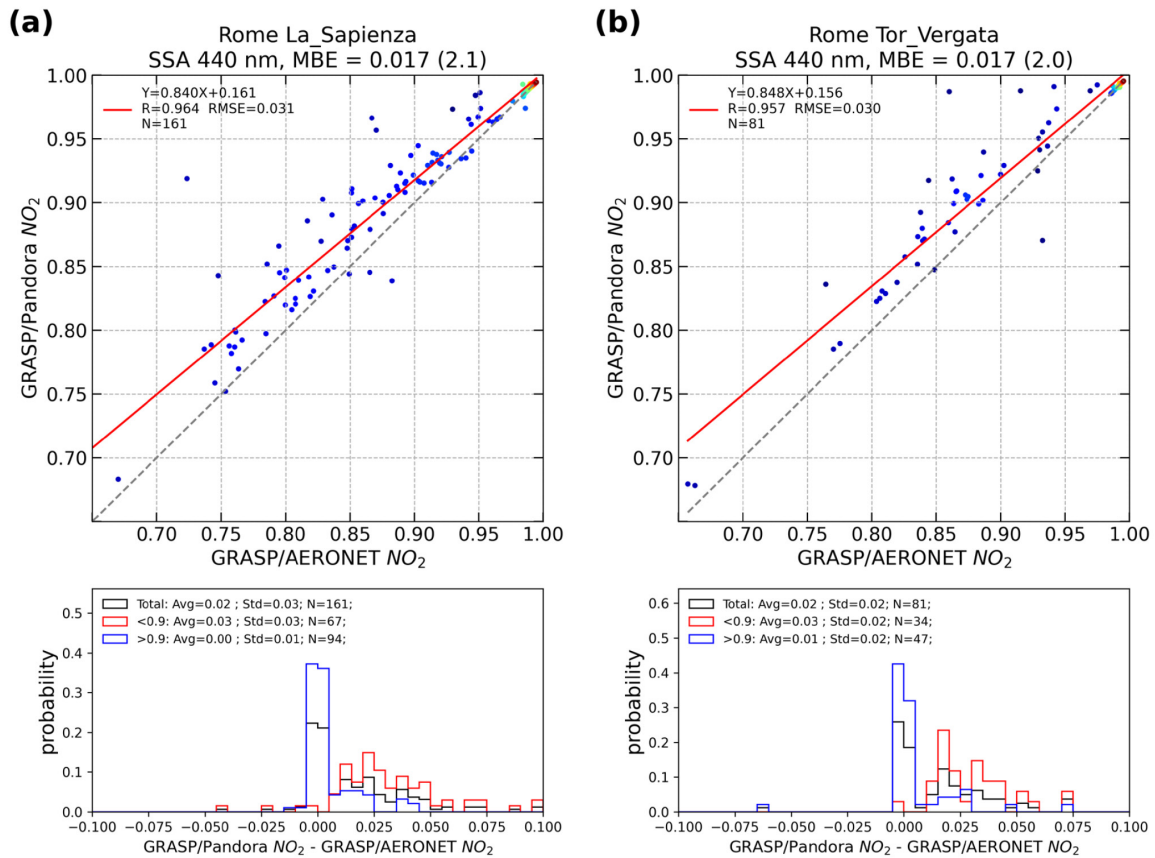 (a)
Rome La_Sapienza
SSA 440 nm, MBE = 0.017 (2.1)
Y=0.840X+0.161
R=0.964 RMSE=0.031
N=161
1.00
0.95
0.90
0.85
0.80
0.75
0.70
GRASP/Pandora NO₂
0.70 0.75 0.80 0.85 0.90 0.95 1.00
GRASP/AERONET NO₂
(b)
Rome Tor_Vergata
SSA 440 nm, MBE = 0.017 (2.0)
Y=0.848X+0.156
R=0.957 RMSE=0.030
N=81
1.00
0.95
0.90
0.85
0.80
0.75
0.70
GRASP/Pandora NO₂
0.70 0.75 0.80 0.85 0.90 0.95 1.00
GRASP/AERONET NO₂
Total: Avg=0.02 ; Std=0.03; N=161;
<0.9: Avg=0.03 ; Std=0.03; N=67;
>0.9: Avg=0.00 ; Std=0.01; N=94;
0.5
0.4
0.3
0.2
0.1
0.0
probability
−0.100 −0.075 −0.050 −0.025 0.000 0.025 0.050 0.075 0.100
GRASP/Pandora NO₂ - GRASP/AERONET NO₂
Total: Avg=0.02 ; Std=0.02; N=81;
<0.9: Avg=0.03 ; Std=0.02; N=34;
>0.9: Avg=0.01 ; Std=0.02; N=47;
0.6
0.5
0.4
0.3
0.2
0.1
0.0
probability
−0.100 −0.075 −0.050 −0.025 0.000 0.025 0.050 0.075 0.100
GRASP/Pandora NO₂ - GRASP/AERONET NO₂